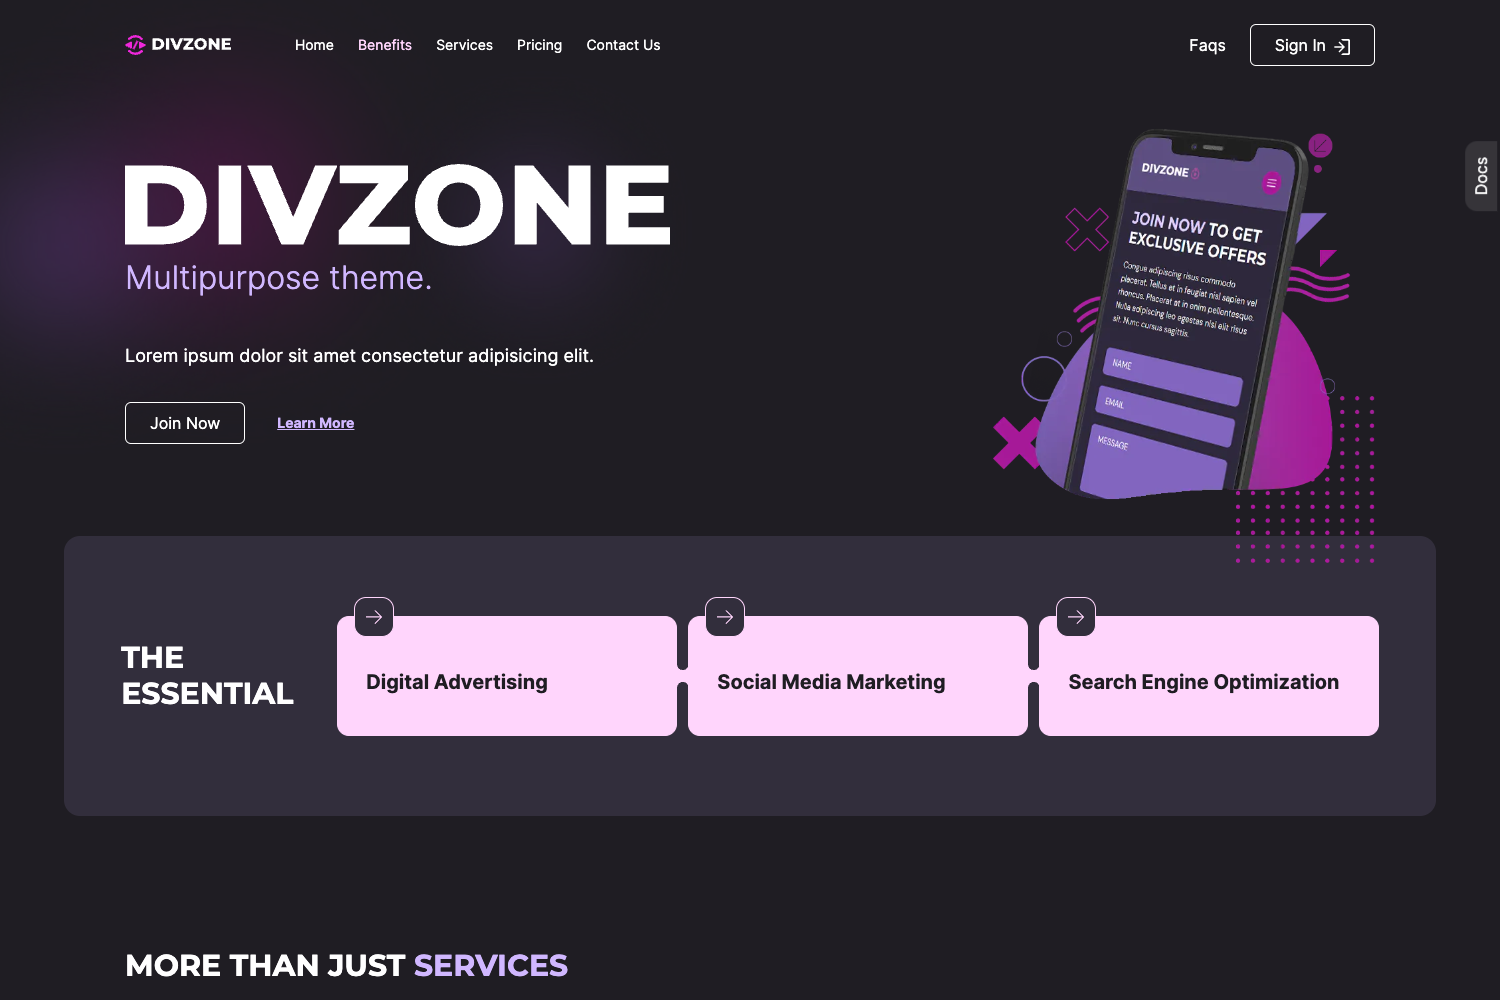 DIVZONE
Home Benefits Services Pricing Contact Us
Faqs
Sign In
Docs
DIVZONE
Multipurpose theme.
Lorem ipsum dolor sit amet consectetur adipisicing elit.
Join Now
Learn More
DIVZONE
JOIN NOW TO GET
EXCLUSIVE OFFERS
Congue adipiscing risus commodo
placerat. Tellus et in feugiat nisl sapien vel
rhoncus. Placerat at in enim pellentesque.
Nulla adipiscing leo egestas nisi elit risus
sit. Nunc cursus sagittis.
NAME
EMAIL
MESSAGE
THE
ESSENTIAL
Digital Advertising
Social Media Marketing
Search Engine Optimization
MORE THAN JUST SERVICES